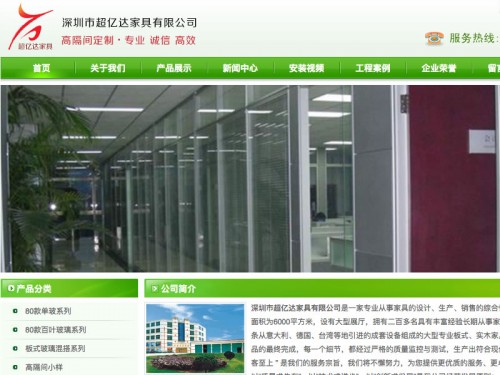 深圳市超亿达家具有限公司
高隔间定制·专业 诚信 高效
超亿达家具
服务热线:
首页 关于我们 产品展示 新闻中心 安装视频 工程案例 企业荣誉 留言
产品分类
80款单玻系列
80款百叶玻璃系列
板式玻璃混搭系列
高隔间小样
公司简介
深圳市超亿达家具有限公司是一家专业从事家具的设计、生产、销售的综合
面积为6000平方米，设有大型展厅，拥有二百多名具有丰富经验长期从事家
条从意大利、德国、台湾等地引进的成套设备组成的大型专业板式、实木家
品的最终完成，每一个细节，都经过严格的质量监控与测试，生产出符合现
客至上＂是我们的服务宗旨，我们将不懈努力，为您提供更优质的服务、更